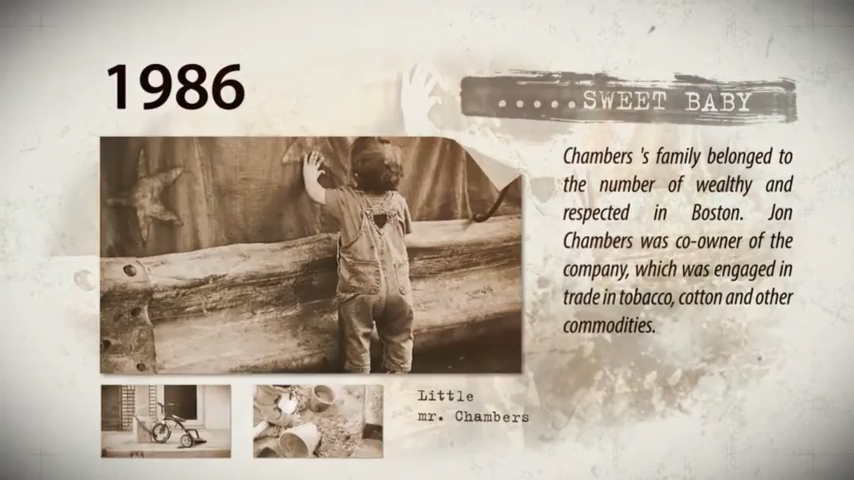 1986
.....SWEET BABY
Chambers 's family belonged to
the number of wealthy and
respected in Boston. Jon
Chambers was co-owner of the
company, which was engaged in
trade in tobacco, cotton and other
commodities.
Little
mr. Chambers